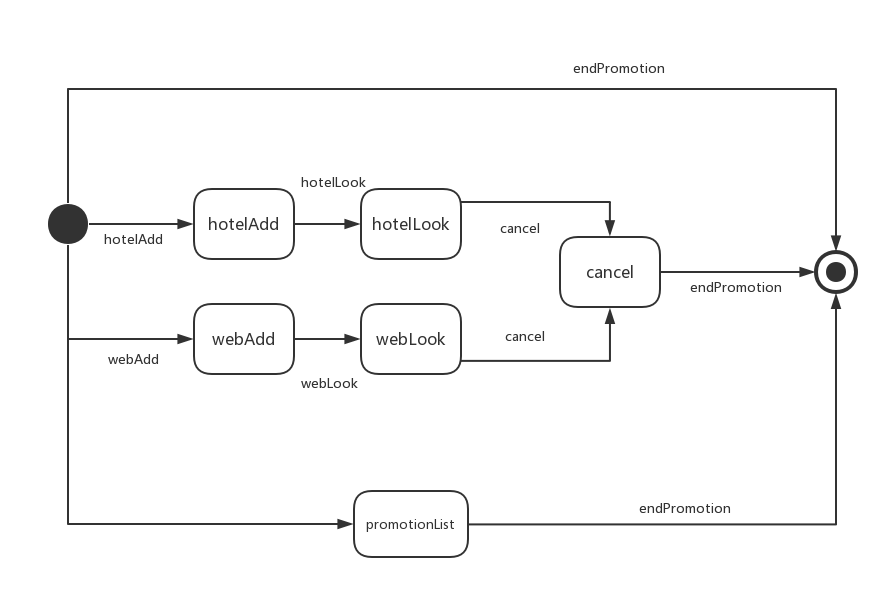 endPromotion
hotelLook
hotelAdd
hotelLook
hotelAdd
cancel
cancel
endPromotion
webAdd
webLook
cancel
webAdd
webLook
endPromotion
promotionList